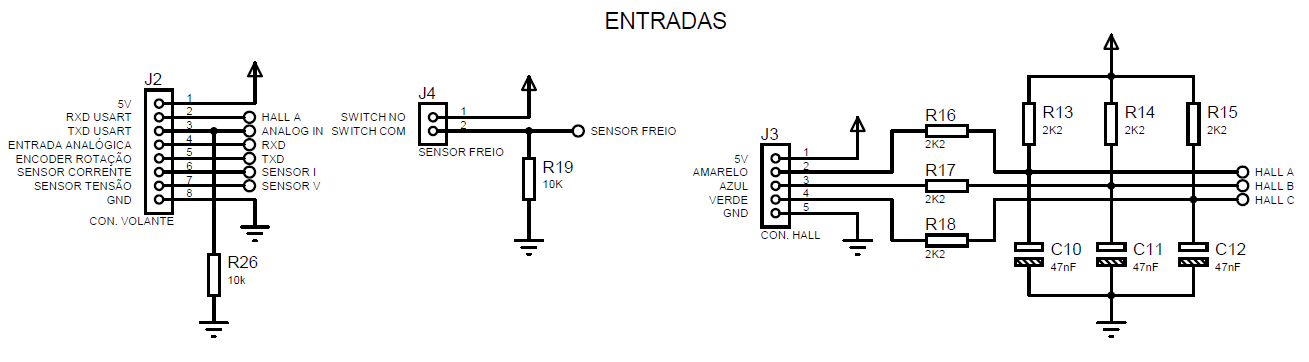 ENTRADAS
J2
5V
1
RXD USART
2
HALL A
TXD USART
3
ANALOG IN
ENTRADA ANALÓGICA
4
RXD
ENCODER ROTAÇÃO
5
TXD
SENSOR CORRENTE
6
SENSOR I
SENSOR TENSÃO
7
SENSOR V
GND
8
CON. VOLANTE
R26
10k
J4
SWITCH NO
1
SWITCH COM
2
SENSOR FREIO
SENSOR FREIO
R19
10K
J3
5V
1
AMARELO
2
AZUL
3
VERDE
4
GND
5
CON. HALL
R16
2K2
R17
2K2
R18
2K2
R13
2K2
R14
2K2
R15
2K2
HALL A
HALL B
HALL C
C10
47nF
C11
47nF
C12
47nF